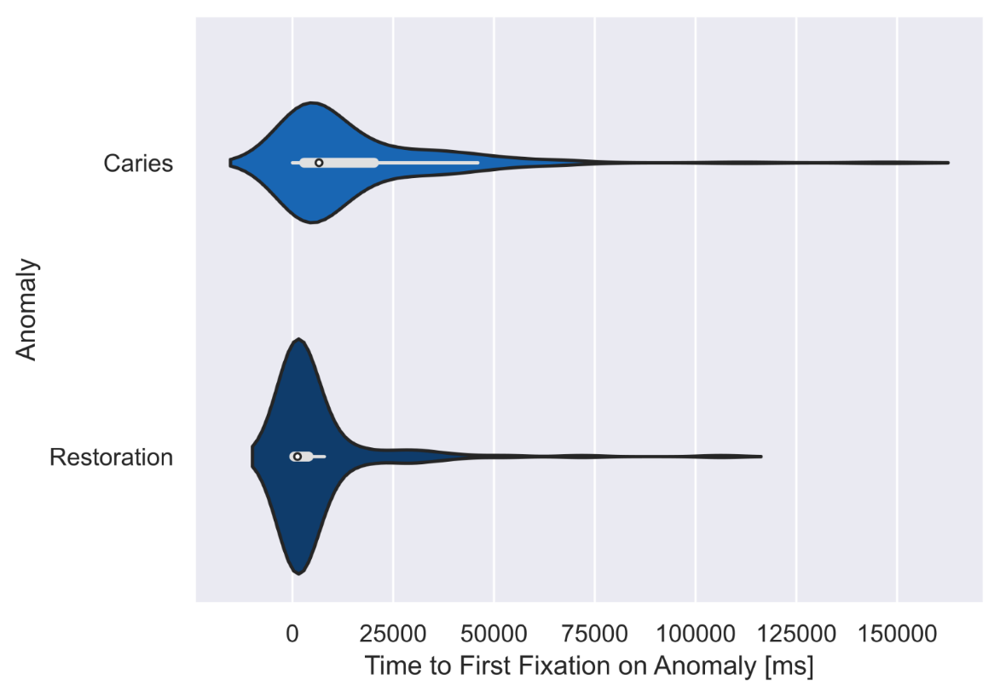 Anomaly
Caries
Restoration
0 25000 50000 75000 100000 125000 150000
Time to First Fixation on Anomaly [ms]